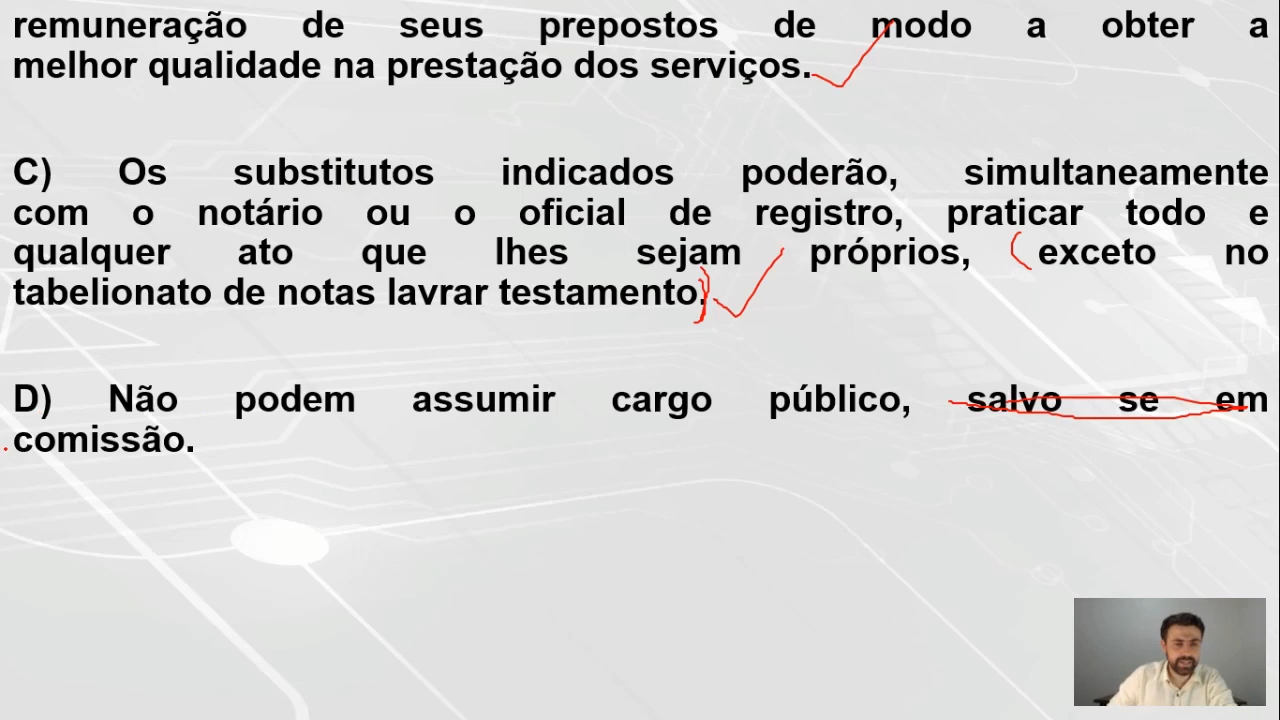 remuneração de seus prepostos de modo a obter a
melhor qualidade na prestação dos serviços.
C) Os substitutos indicados poderão, simultaneamente
com o notário ou o oficial de registro, praticar todo e
qualquer ato que lhes sejam próprios, exceto no
tabelionato de notas lavrar testamento.
D) Não podem assumir cargo público, salvo se em
comissão.